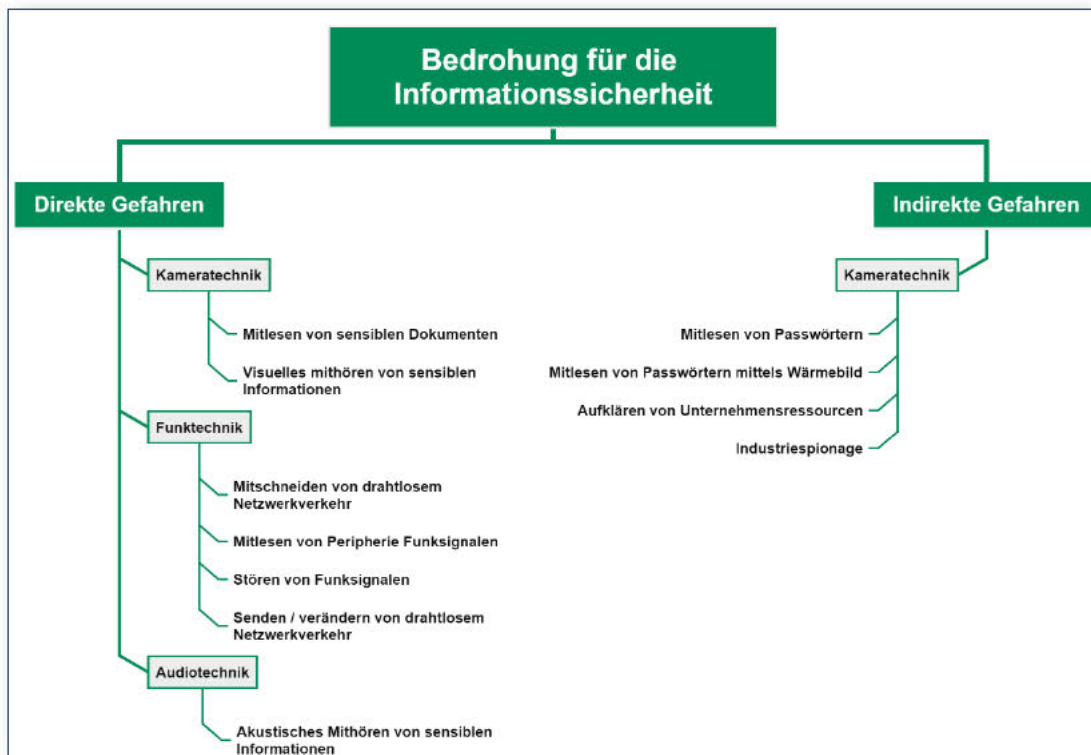 Bedrohung für die
Informationssicherheit
Direkte Gefahren
Kameratechnik
Mitlesen von sensiblen Dokumenten
Visuelles mithören von sensiblen
Informationen
Funktechnik
Mitschneiden von drahtlosem
Netzwerkverkehr
Mitlesen von Peripherie Funksignalen
Stören von Funksignalen
Senden / verändern von drahtlosem
Netzwerkverkehr
Audiotechnik
Akustisches Mithören von sensiblen
Informationen
Indirekte Gefahren
Kameratechnik
Mitlesen von Passwörtern
Mitlesen von Passwörtern mittels Wärmebild
Aufklären von Unternehmensressourcen
Industriespionage